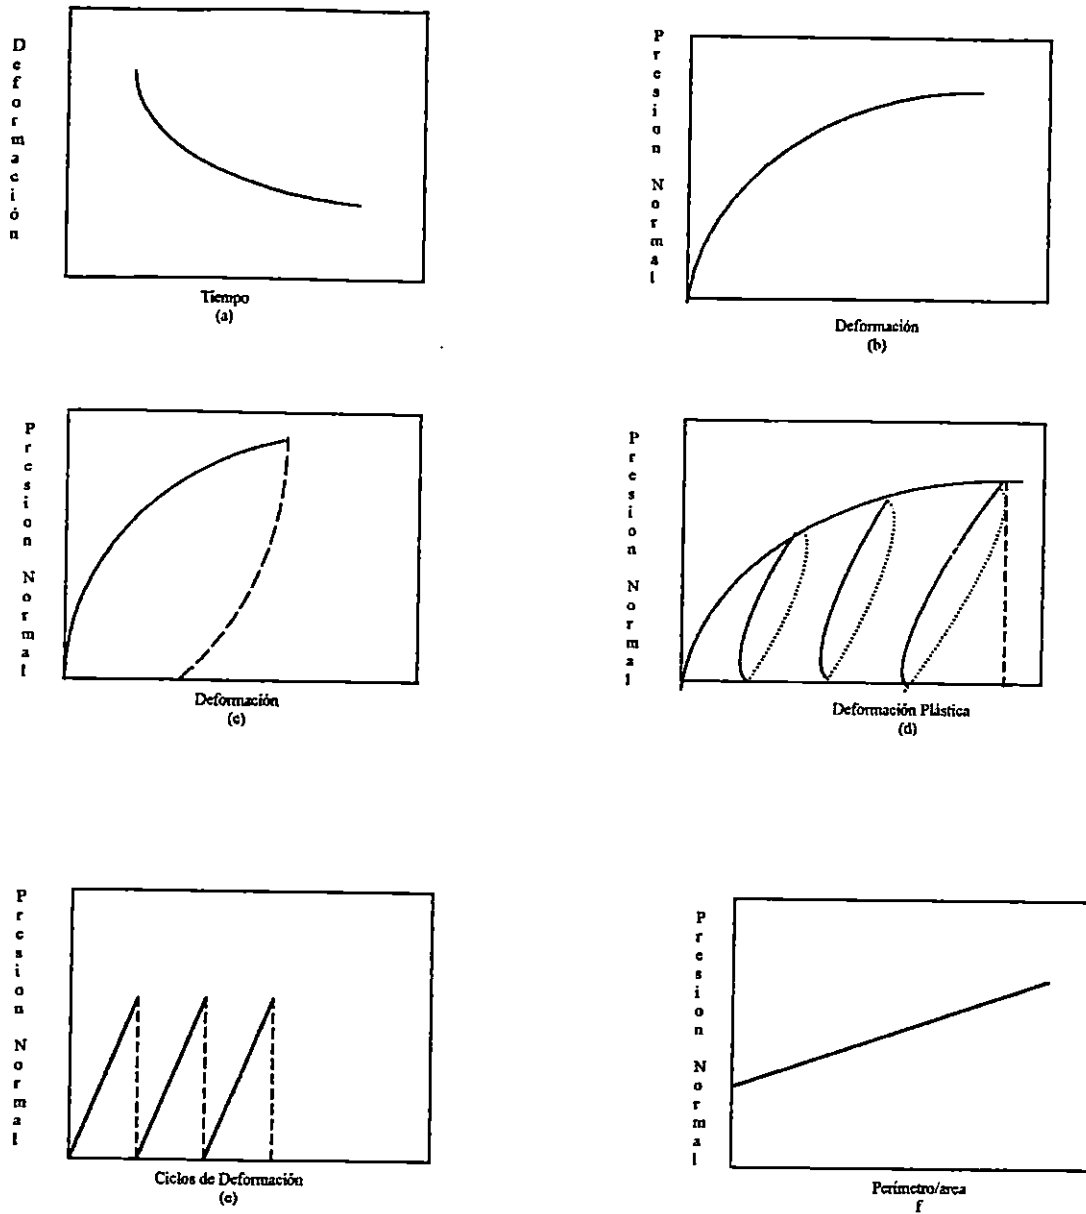 Deformación
Tiempo
(a)
Presion Normal
Deformación
(b)
Presion Normal
Deformación
(c)
Presion Normal
Deformación Plástica
(d)
Presion Normal
Ciclos de Deformación
(e)
Presion Normal
Perímetro/area
f